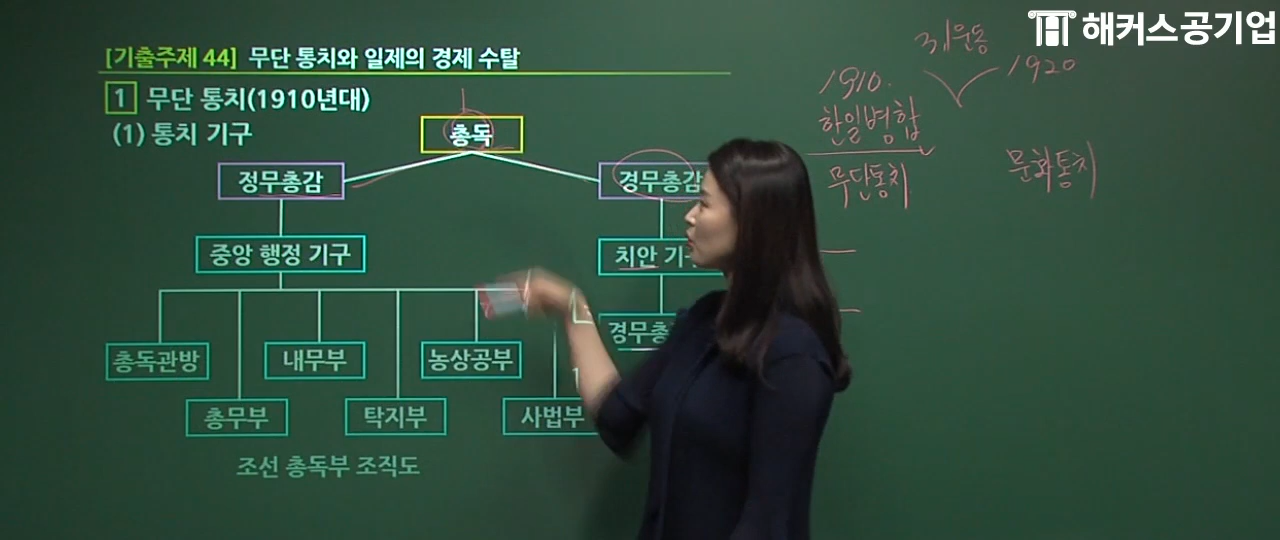 해커스공기업
[기출주제 44] 무단 통치와 일제의 경제 수탈
3.1운동
1910.
1920
1 무단 통치(1910년대)
한일병합
(1) 통치 기구
총독
정무총감
경무총감
무단통치
문화통치
중앙 행정 기구
치안
총독관방
내무부
농상공부
총무부
탁지부
사법부
조선 총독부 조직도